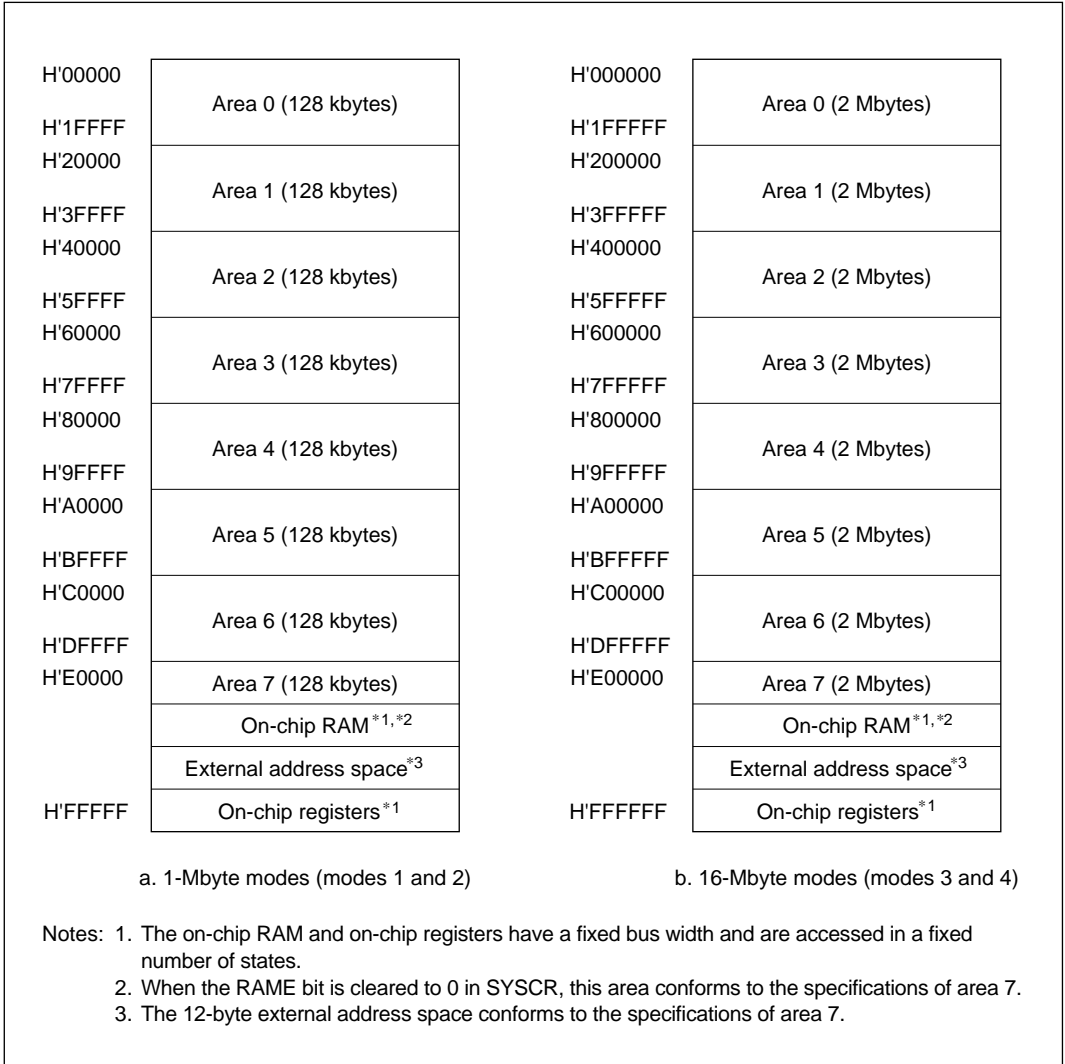 H'00000
Area 0 (128 kbytes)
H'1FFFF
H'20000
Area 1 (128 kbytes)
H'3FFFF
H'40000
Area 2 (128 kbytes)
H'5FFFF
H'60000
Area 3 (128 kbytes)
H'7FFFF
H'80000
Area 4 (128 kbytes)
H'9FFFF
H'A0000
Area 5 (128 kbytes)
H'BFFFF
H'C0000
Area 6 (128 kbytes)
H'DFFFF
H'E0000
Area 7 (128 kbytes)
On-chip RAM*1,*2
External address space*3
H'FFFFF
On-chip registers*1
a. 1-Mbyte modes (modes 1 and 2)
H'000000
Area 0 (2 Mbytes)
H'1FFFFF
H'200000
Area 1 (2 Mbytes)
H'3FFFFF
H'400000
Area 2 (2 Mbytes)
H'5FFFFF
H'600000
Area 3 (2 Mbytes)
H'7FFFFF
H'800000
Area 4 (2 Mbytes)
H'9FFFFF
H'A00000
Area 5 (2 Mbytes)
H'BFFFFF
H'C00000
Area 6 (2 Mbytes)
H'DFFFFF
H'E00000
Area 7 (2 Mbytes)
On-chip RAM*1,*2
External address space*3
H'FFFFFF
On-chip registers*1
b. 16-Mbyte modes (modes 3 and 4)
Notes: 1. The on-chip RAM and on-chip registers have a fixed bus width and are accessed in a fixed
number of states.
2. When the RAME bit is cleared to 0 in SYSCR, this area conforms to the specifications of area 7.
3. The 12-byte external address space conforms to the specifications of area 7.